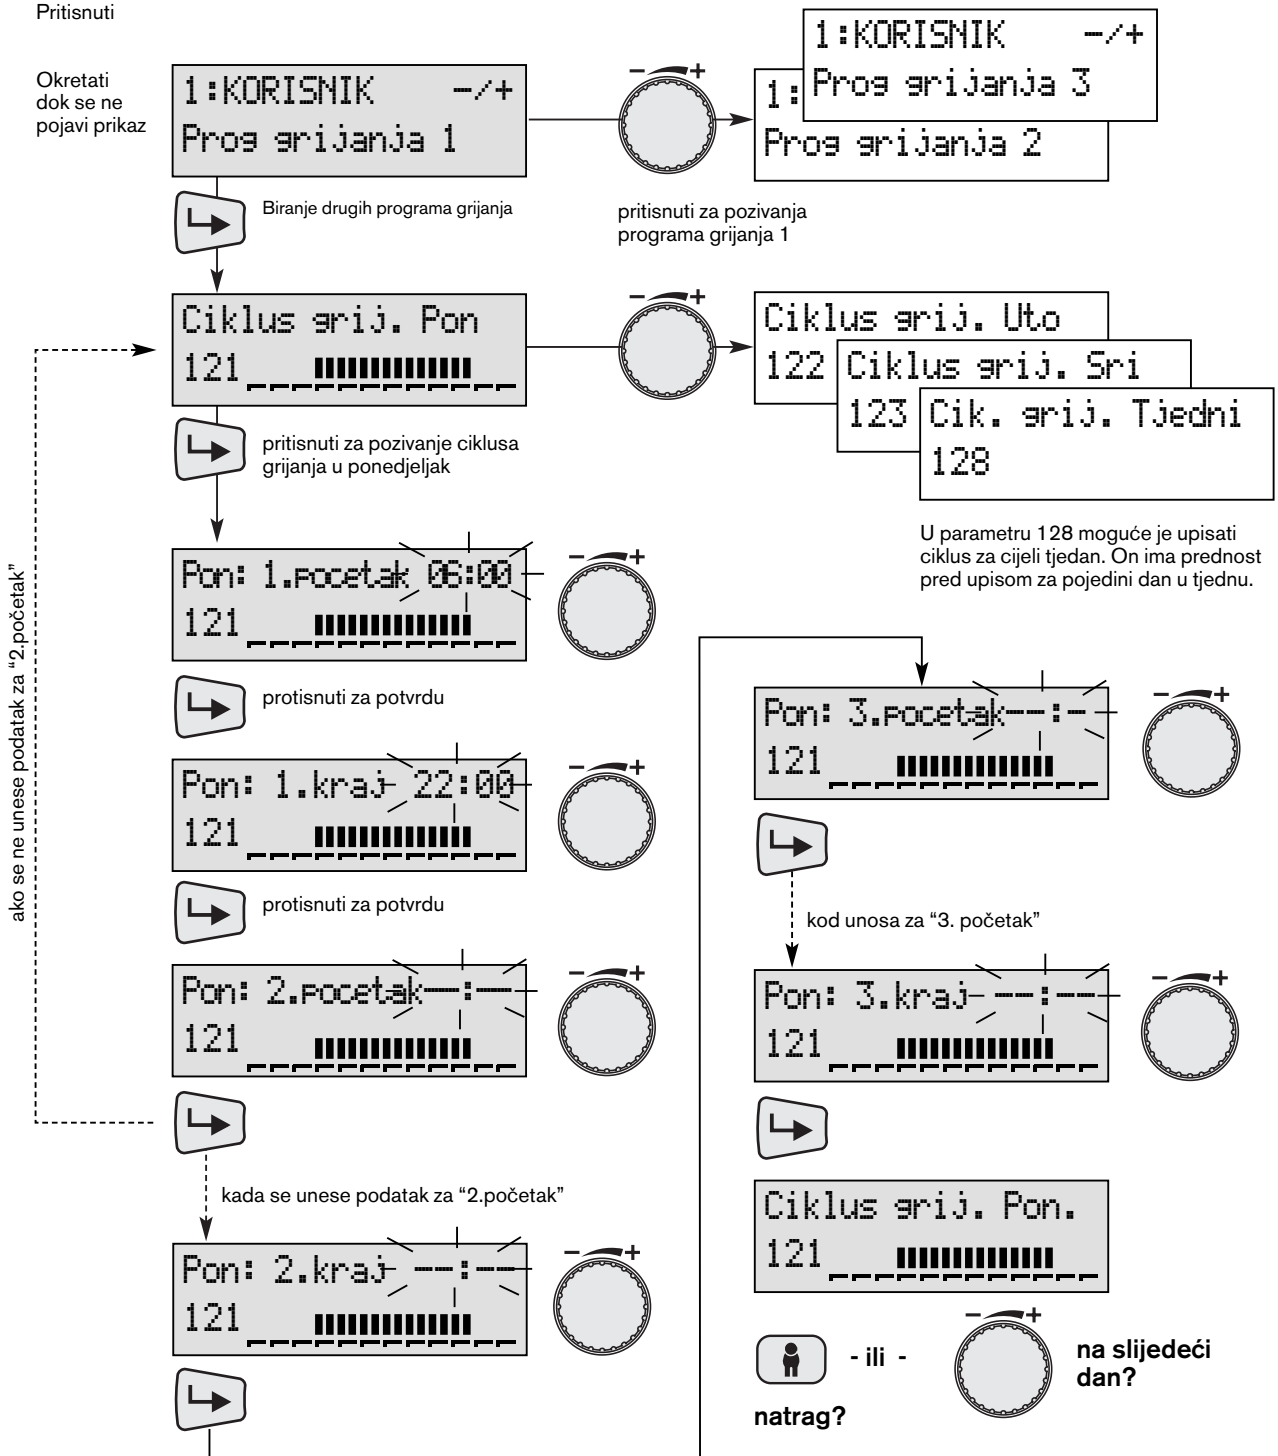 Pritisnuti
Okretati
dok se ne
pojavi prikaz
1:KORISNIK -/+
Prog grijanja 1
- +
1:KORISNIK -/+
Prog grijanja 3
1:
Prog grijanja 2
Biranje drugih programa grijanja
pritisnuti za pozivanja
programa grijanja 1
Ciklus grij. Pon
121
- +
Ciklus grij. Uto
122
Ciklus grij. Sri
123
Cik. grij. Tjedni
128
pritisnuti za pozivanje ciklusa
grijanja u ponedjeljak
U parametru 128 moguće je upisati
ciklus za cijeli tjedan. On ima prednost
pred upisom za pojedini dan u tjednu.
ako se ne unese podatak za “2.početak”
Pon: 1.pocetak 06:00
121
- +
protisnuti za potvrdu
Pon: 1.kraj 22:00
121
- +
protisnuti za potvrdu
Pon: 2.pocetak--:--
121
- +
kada se unese podatak za “2.početak”
Pon: 2.kraj --:--
121
- +
Pon: 3.pocetak--:-
121
- +
kod unosa za “3. početak”
Pon: 3.kraj --:--
121
- +
Ciklus grij. Pon.
121
- ili -
- +
na slijedeći
dan?
natrag?